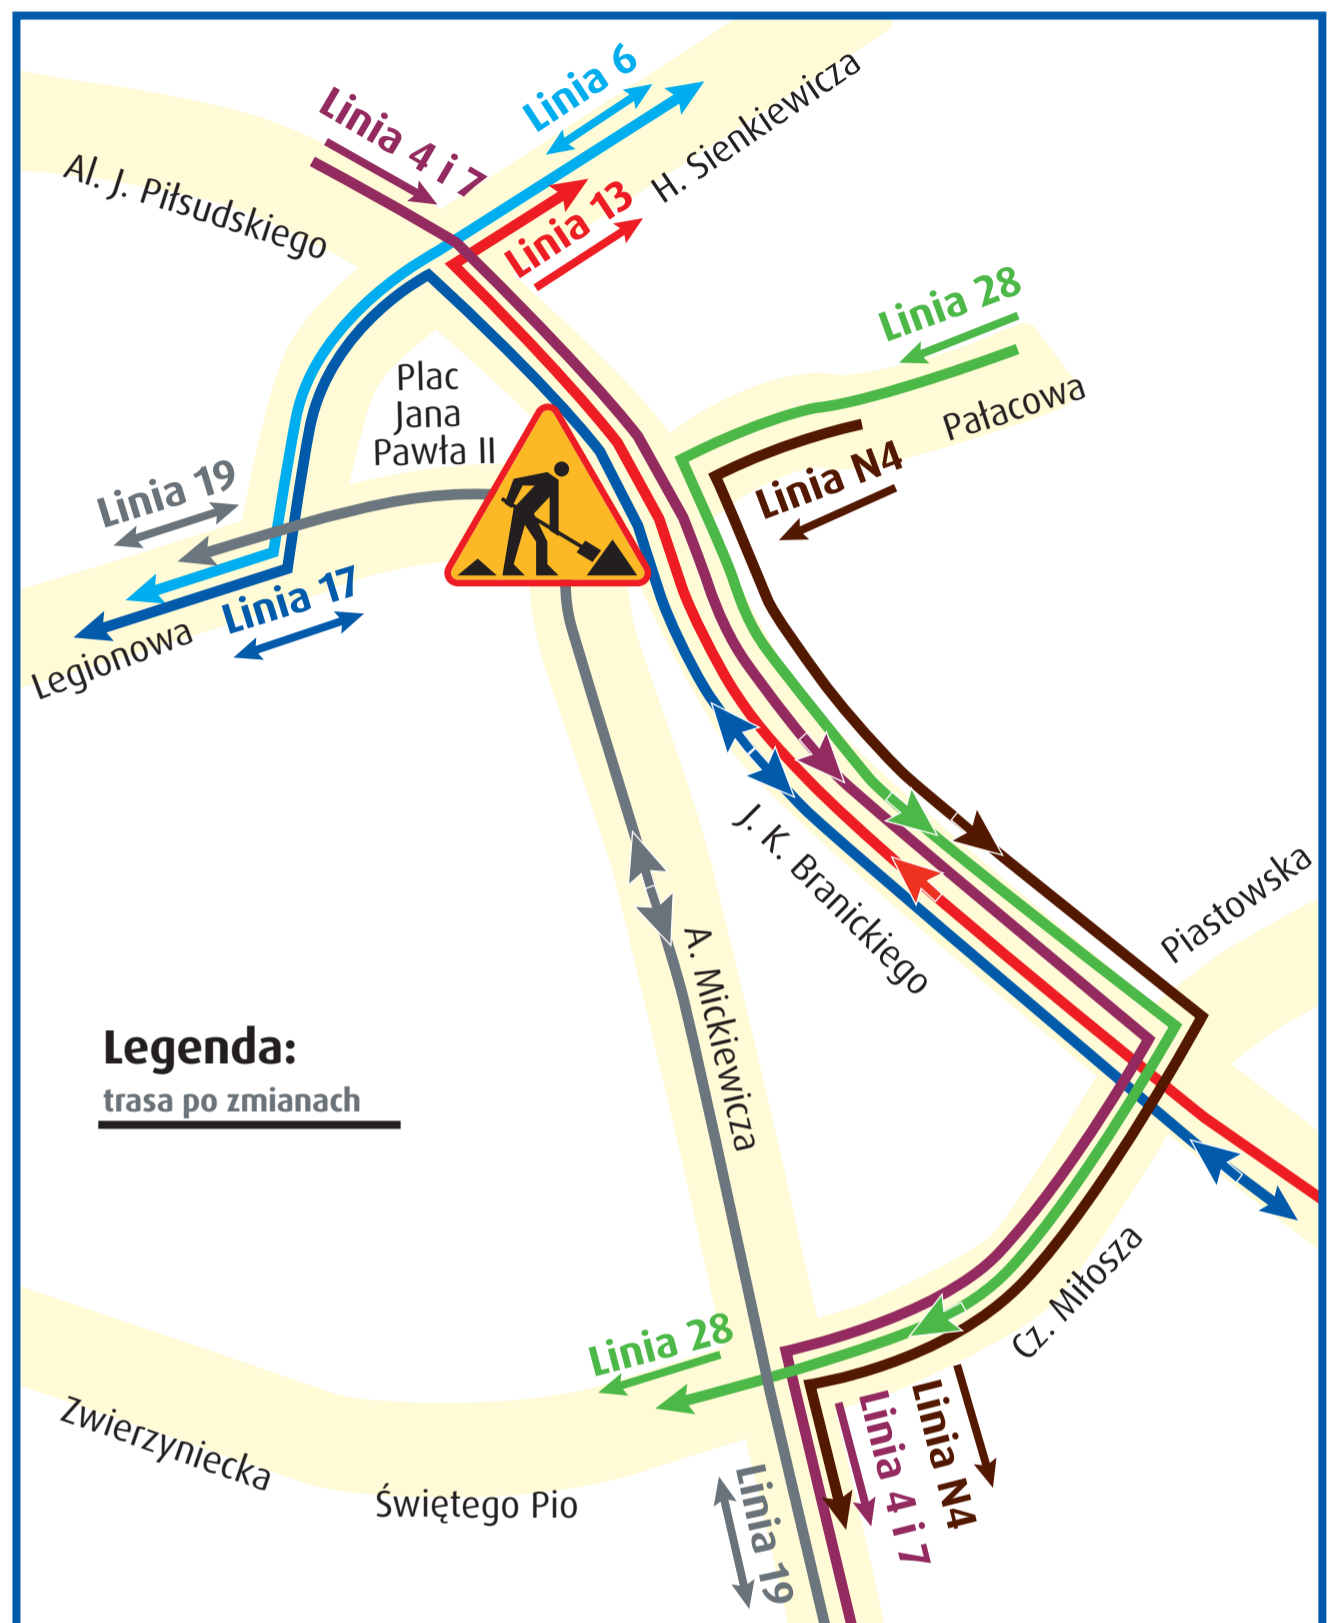 Linia 6
Linia 4 i 7
H. Sienkiewicza
Al. J. Piłsudskiego
Linia 13
Linia 28
Plac
Jana
Pawła II
Pałacowa
Linia N4
Linia 19
Linia 17
Legionowa
J. K. Branickiego
Piastowska
A. Mickiewicza
Legenda:
trasa po zmianach
Cz. Miłosza
Linia 28
Zwierzyniecka
Świętego Pio
Linia 19
Linia 4 i 7
Linia N4